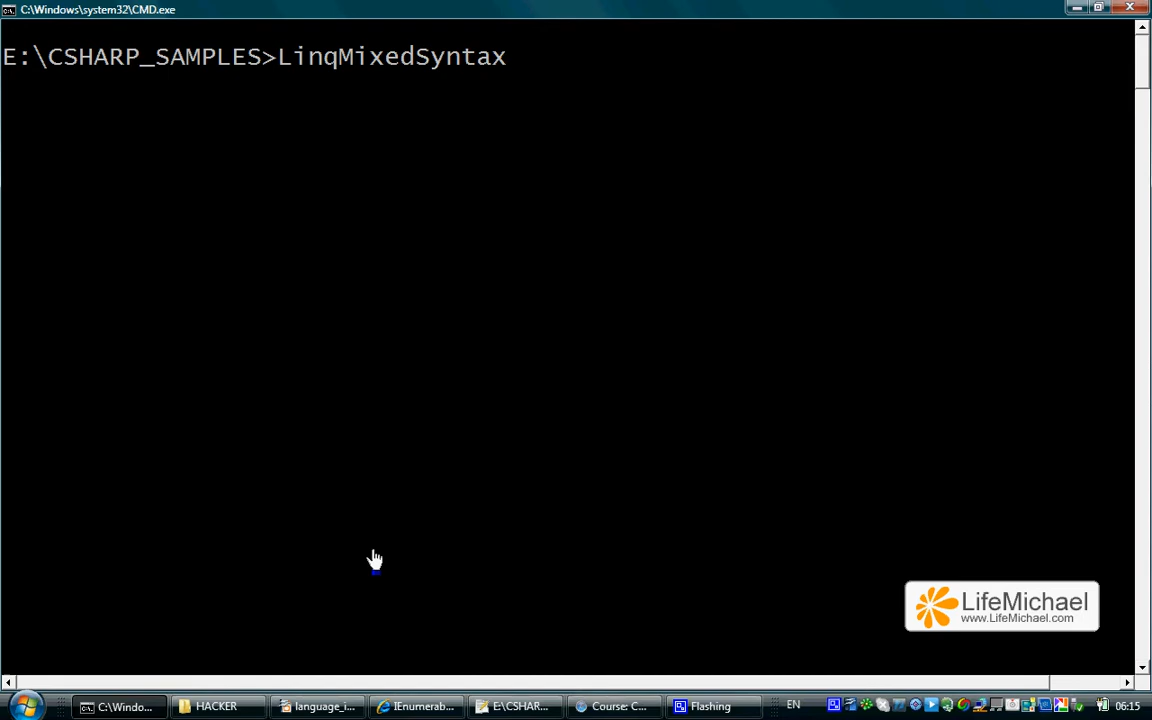 C:\Windows\system32\CMD.exe
E:\CSHARP_SAMPLES>LinqMixedSyntax
LifeMichael
www.LifeMichael.com
C:\Windo...
HACKER
language_i...
IEnumerab...
E:\CSHAR...
Course: C...
Flashing
EN
06:15